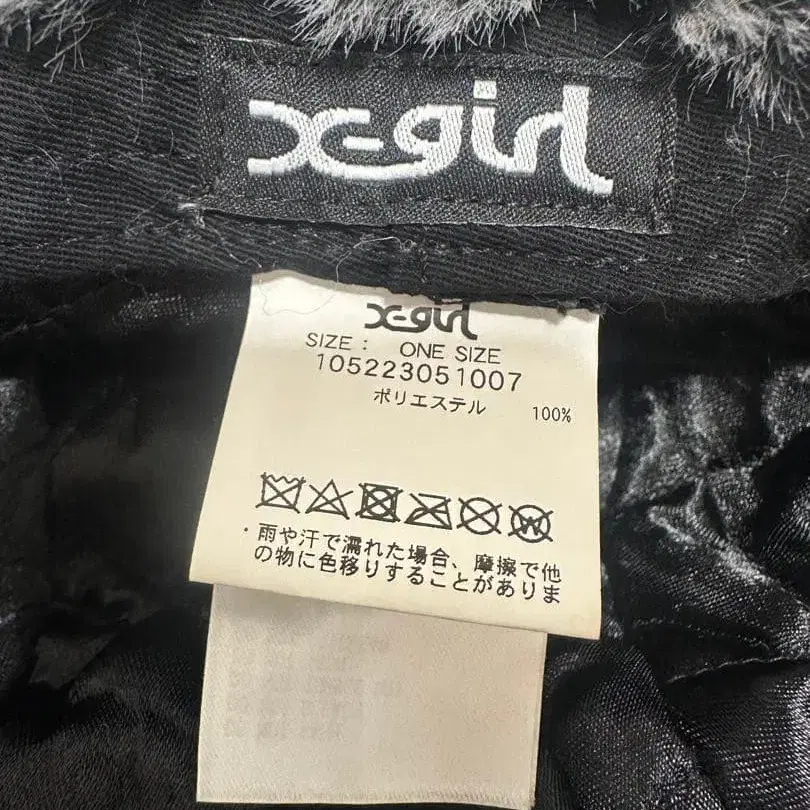 X-girl
X-girl
SIZE : ONE SIZE
105223051007
ポリエステル 100%
・雨や汗で濡れた場合、摩擦で他
の物に色移りすることがありま